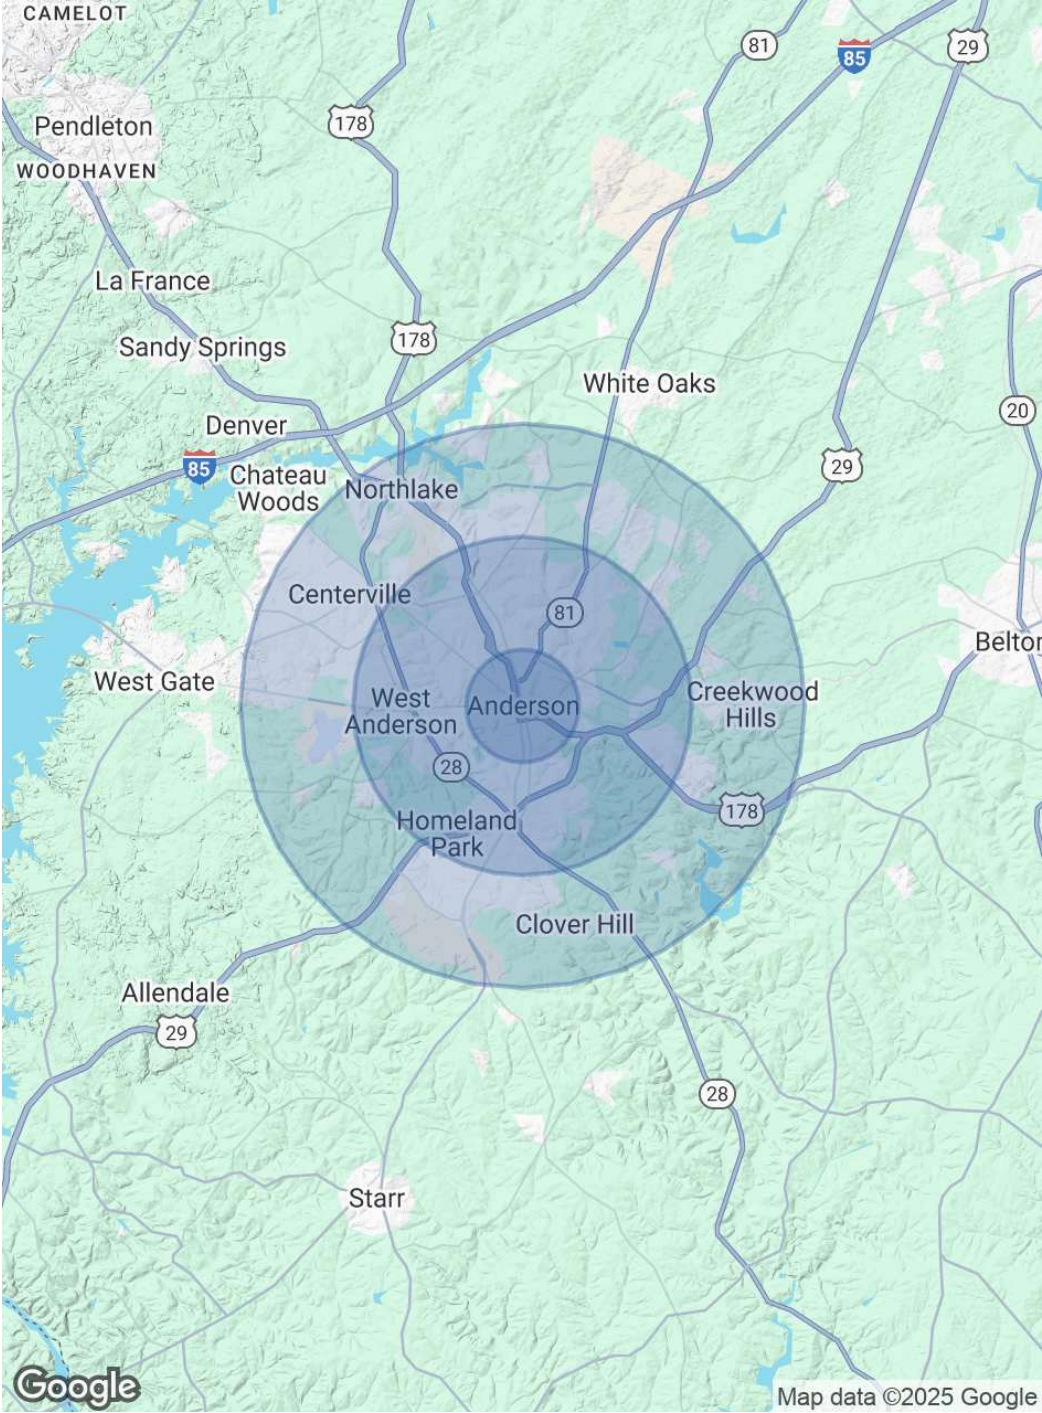 CAMELOT
81
29
85
178
Pendleton
WOODHAVEN
La France
178
Sandy Springs
White Oaks
20
Denver
85
29
Chateau
Woods
Northlake
Centerville
81
Belton
West Gate
Creekwood
Hills
West
Anderson
Anderson
28
178
Homeland
Park
Clover Hill
Allendale
29
28
Starr
Google
Map data ©2025 Google